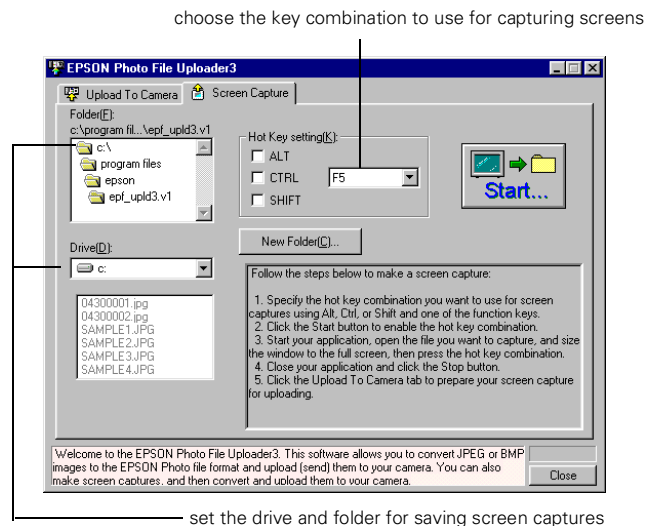 choose the key combination to use for capturing screens
EPSON Photo File Uploader3
Upload To Camera
Screen Capture
Folder(F):
c:\program fil...\epf_upld3.v1
c:\
program files
epson
epf_upld3.v1
Hot Key setting(K):
ALT
CTRL
F5
SHIFT
Start...
New Folder(C)...
Drive(D):
c:
04300001.jpg
04300002.jpg
SAMPLE1.JPG
SAMPLE2.JPG
SAMPLE3.JPG
SAMPLE4.JPG
Follow the steps below to make a screen capture:
1. Specify the hot key combination you want to use for screen
captures using Alt, Ctrl, or Shift and one of the function keys.
2. Click the Start button to enable the hot key combination.
3. Start your application, open the file you want to capture, and size
the window to the full screen, then press the hot key combination.
4. Close your application and click the Stop button.
5. Click the Upload To Camera tab to prepare your screen capture
for uploading.
Welcome to the EPSON Photo File Uploader3. This software allows you to convert JPEG or BMP
images to the EPSON Photo file format and upload (send) them to your camera. You can also
make screen captures, and then convert and upload them to your camera.
Close
set the drive and folder for saving screen captures